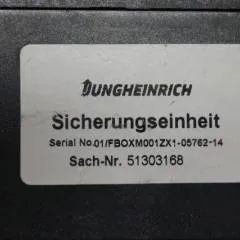 JUNGHEINRICH
Sicherungseinheit
Serial No.01/FBOXM001ZX1-05762-14
Sach-Nr. 51303168